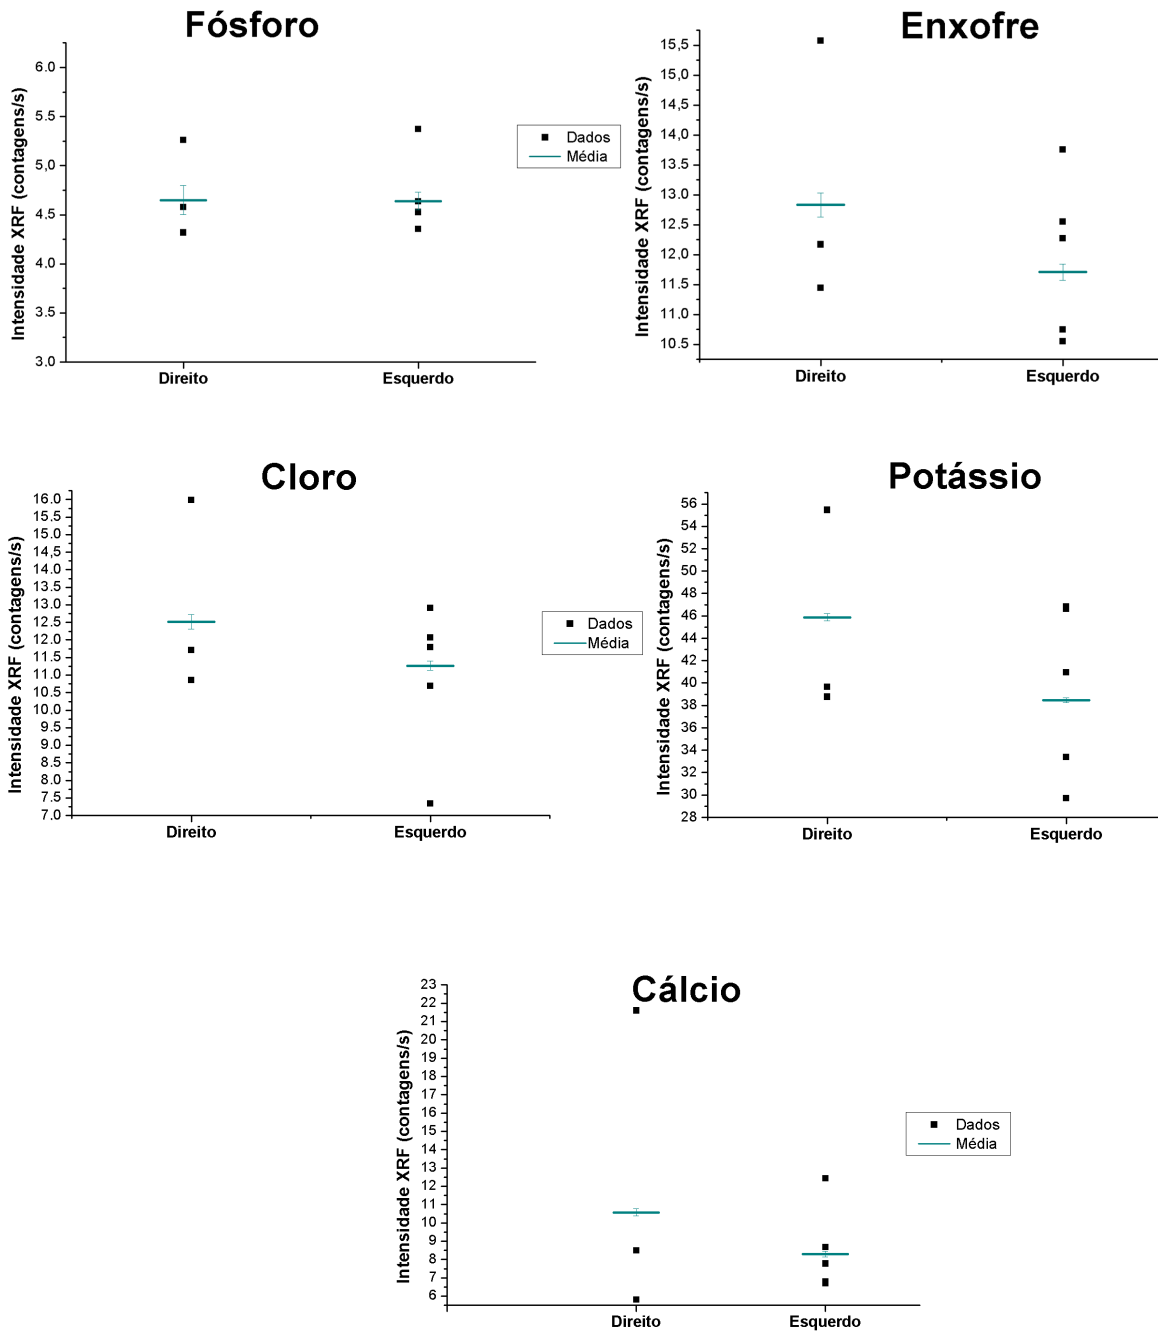 Fósforo
Intensidade XRF (contagens/s)
6.0
5.5
5.0
4.5
4.0
3.5
3.0
Direito
Esquerdo
Dados
Média
Enxofre
Intensidade XRF (contagens/s)
15,5
15,0
14,5
14,0
13.5
13.0
12.5
12.0
11.5
11.0
10.5
Direito
Esquerdo
Cloro
Intensidade XRF (contagens/s)
16.0
15.5
15.0
14,5
14.0
13.5
13.0
12.5
12.0
11.5
11.0
10.5
10.0
9.5
9.0
8.5
8.0
7.5
7.0
Direito
Esquerdo
Dados
Média
Potássio
Intensidade XRF (contagens/s)
56
54
52
50
48
46
44
42
40
38
36
34
32
30
28
Direito
Esquerdo
Cálcio
Intensidade XRF (contagens/s)
23
22
21
20
19
18
17
16
15
14
13
12
11
10
9
8
7
6
Direito
Esquerdo
Dados
Média